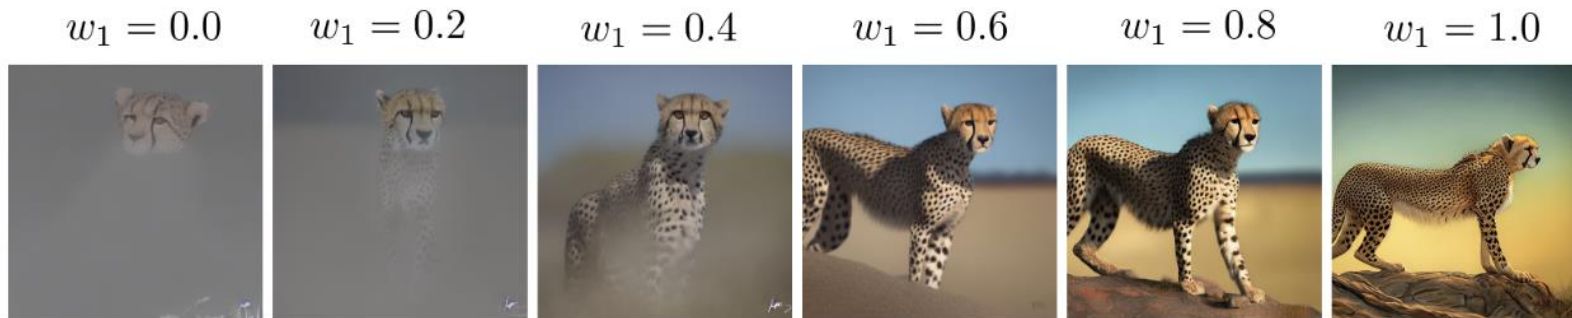 w₁ = 0.0 w₁ = 0.2 w₁ = 0.4 w₁ = 0.6 w₁ = 0.8 w₁ = 1.0